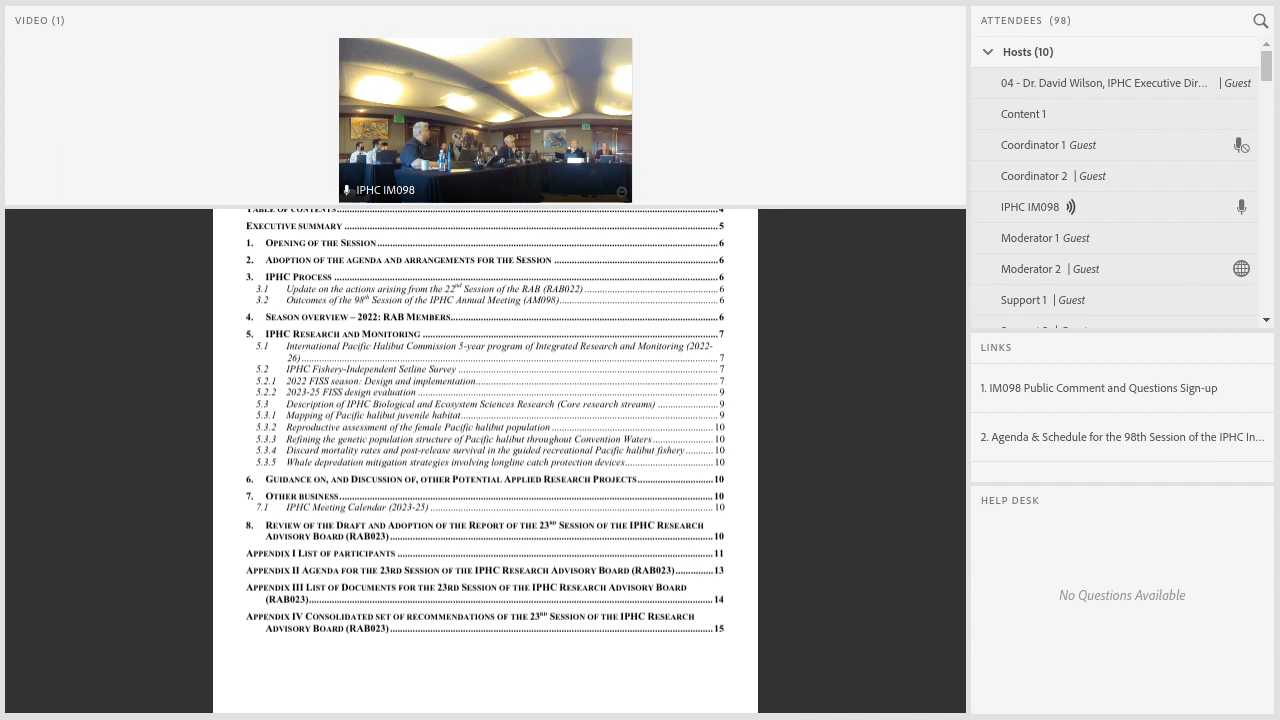 VIDEO (1)
IPHC IM098
TABLE OF CONTENTS 4
EXECUTIVE SUMMARY 5
1. OPENING OF THE SESSION 6
2. ADOPTION OF THE AGENDA AND ARRANGEMENTS FOR THE SESSION 6
3. IPHC PROCESS 6
3.1 Update on the actions arising from the 22nd Session of the RAB (RAB022) 6
3.2 Outcomes of the 98th Session of the IPHC Annual Meeting (AM098) 6
4. SEASON OVERVIEW – 2022: RAB MEMBERS 6
5. IPHC RESEARCH AND MONITORING 7
5.1 International Pacific Halibut Commission 5-year program of Integrated Research and Monitoring (2022-
26) 7
5.2 IPHC Fishery-Independent Setline Survey 7
5.2.1 2022 FISS season: Design and implementation 7
5.2.2 2023-25 FISS design evaluation 9
5.3 Description of IPHC Biological and Ecosystem Sciences Research (Core research streams) 9
5.3.1 Mapping of Pacific halibut juvenile habitat 9
5.3.2 Reproductive assessment of the female Pacific halibut population 10
5.3.3 Refining the genetic population structure of Pacific halibut throughout Convention Waters 10
5.3.4 Discard mortality rates and post-release survival in the guided recreational Pacific halibut fishery 10
5.3.5 Whale depredation mitigation strategies involving longline catch protection devices 10
6. GUIDANCE ON, AND DISCUSSION OF, OTHER POTENTIAL APPLIED RESEARCH PROJECTS 10
7. OTHER BUSINESS 10
7.1 IPHC Meeting Calendar (2023-25) 10
8. REVIEW OF THE DRAFT AND ADOPTION OF THE REPORT OF THE 23RD SESSION OF THE IPHC RESEARCH
ADVISORY BOARD (RAB023) 10
APPENDIX I LIST OF PARTICIPANTS 11
APPENDIX II AGENDA FOR THE 23RD SESSION OF THE IPHC RESEARCH ADVISORY BOARD (RAB023) 13
APPENDIX III LIST OF DOCUMENTS FOR THE 23RD SESSION OF THE IPHC RESEARCH ADVISORY BOARD
(RAB023) 14
APPENDIX IV CONSOLIDATED SET OF RECOMMENDATIONS OF THE 23RD SESSION OF THE IPHC RESEARCH
ADVISORY BOARD (RAB023) 15
ATTENDEES (98)
Hosts (10)
04 - Dr. David Wilson, IPHC Executive Dir... | Guest
Content 1
Coordinator 1 Guest
Coordinator 2 | Guest
IPHC IM098
Moderator 1 Guest
Moderator 2 | Guest
Support 1 | Guest
LINKS
1. IM098 Public Comment and Questions Sign-up
2. Agenda & Schedule for the 98th Session of the IPHC In...
HELP DESK
No Questions Available